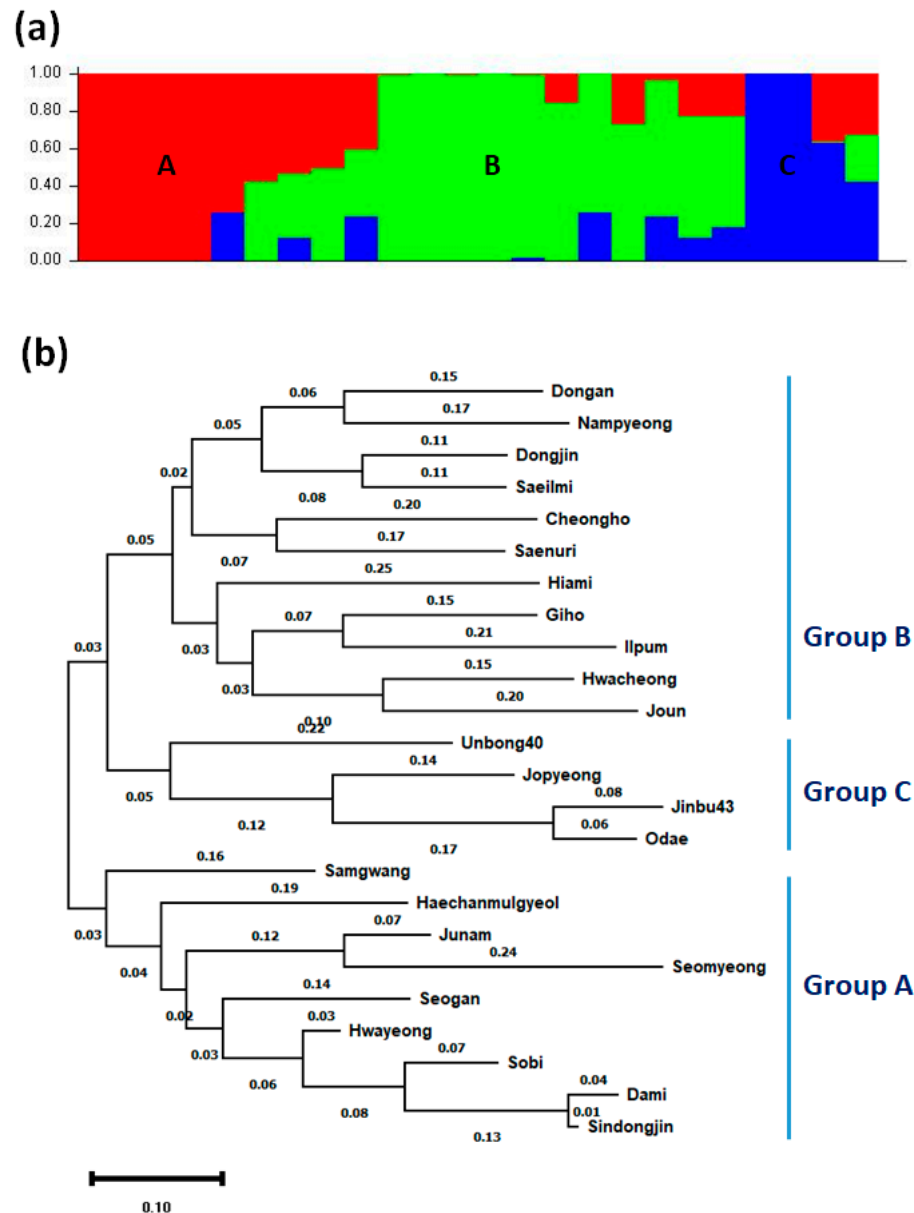 (a)
1.00
0.80
0.60
0.40
0.20
0.00
A
B
C
(b)
0.15
Dongan
0.06
0.17
Nampyeong
0.05
0.11
Dongjin
0.11
Saeilmi
0.02
0.08
0.20
Cheongho
0.17
Saenuri
0.05
0.07
0.25
Hiami
0.15
Giho
0.07
0.21
Ilpum
0.03
0.03
0.15
Hwacheong
0.03
0.20
Joun
Group B
0.10
0.22
Unbong40
0.14
Jopyeong
0.05
0.08
Jinbu43
0.12
0.06
Odae
0.17
Group C
0.16
Samgwang
0.19
Haechanmulgyeol
0.03
0.07
Junam
0.12
0.24
Seomyeong
0.04
0.14
Seogan
0.02
0.03
Hwayeong
0.03
0.07
Sobi
0.06
0.04
Dami
0.08
0.01
Sindongjin
0.13
Group A
0.10